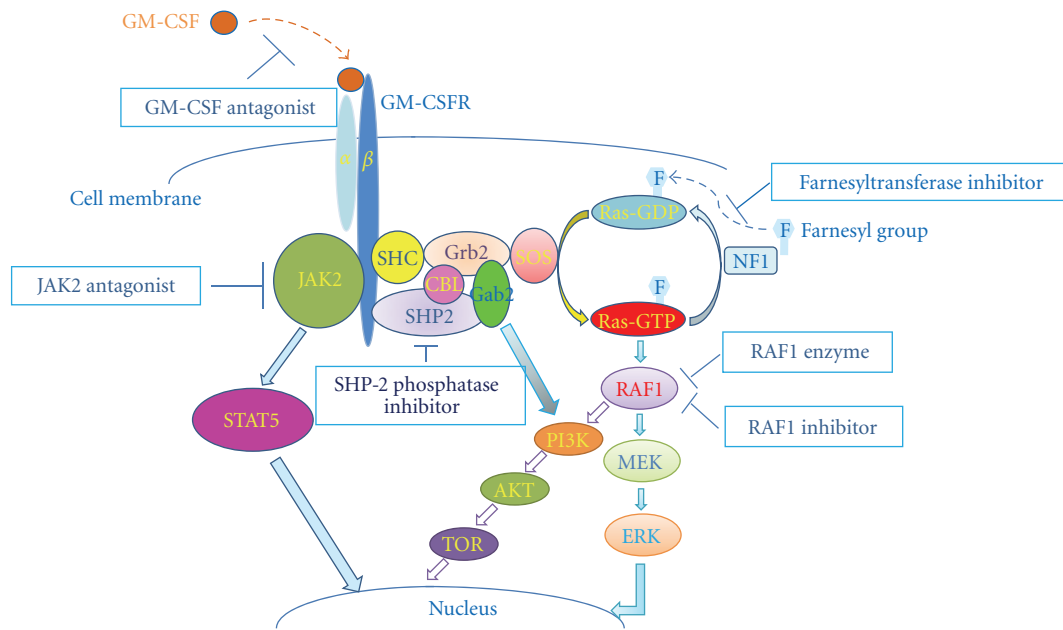 GM-CSF
GM-CSF antagonist
GM-CSFR
α
β
Cell membrane
F
Farnesyltransferase inhibitor
Ras-GDP
F
Farnesyl group
NF1
SHC
Grb2
SOS
JAK2
CBL
Gab2
JAK2 antagonist
SHP2
F
Ras-GTP
SHP-2 phosphatase
inhibitor
RAF1 enzyme
RAF1
RAF1 inhibitor
STAT5
PI3K
MEK
AKT
TOR
ERK
Nucleus